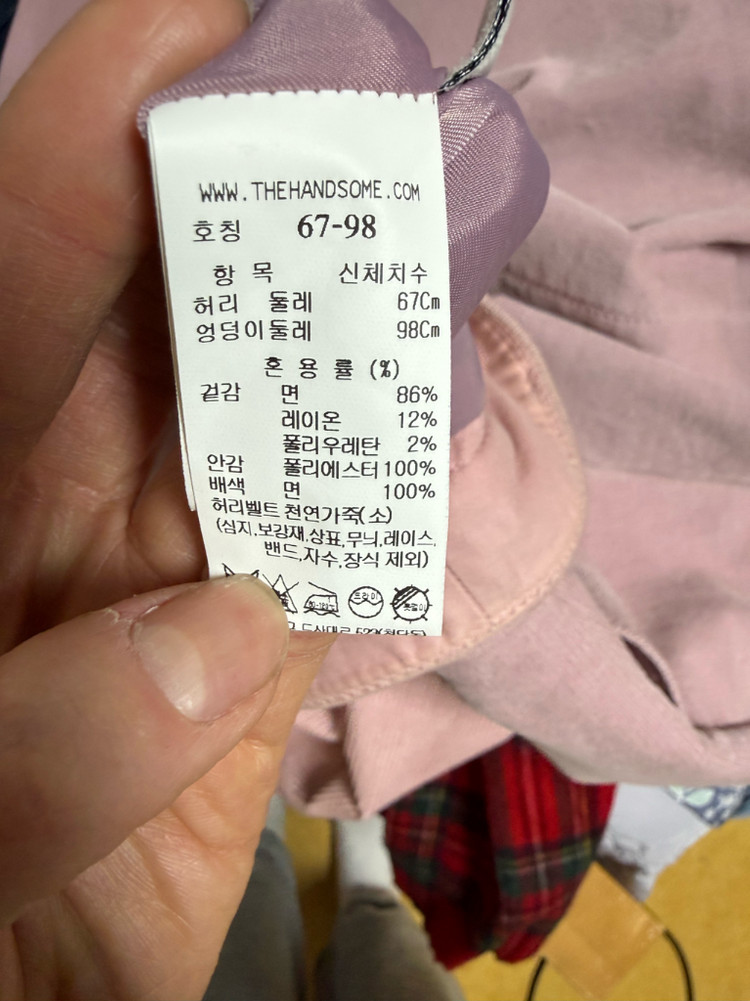 WWW.THEHANDSOME.COM
호칭 67-98
항 목 신체치수
허리 둘레 67Cm
엉덩이둘레 98Cm
혼 용 률 (%)
겉감 면 86%
레이온 12%
폴리우레탄 2%
안감 폴리에스터 100%
배색 면 100%
허리벨트 천연가죽(소)
(심지,보강재,상표,무늬,레이스,
밴드,자수,장식 제외)
드라이